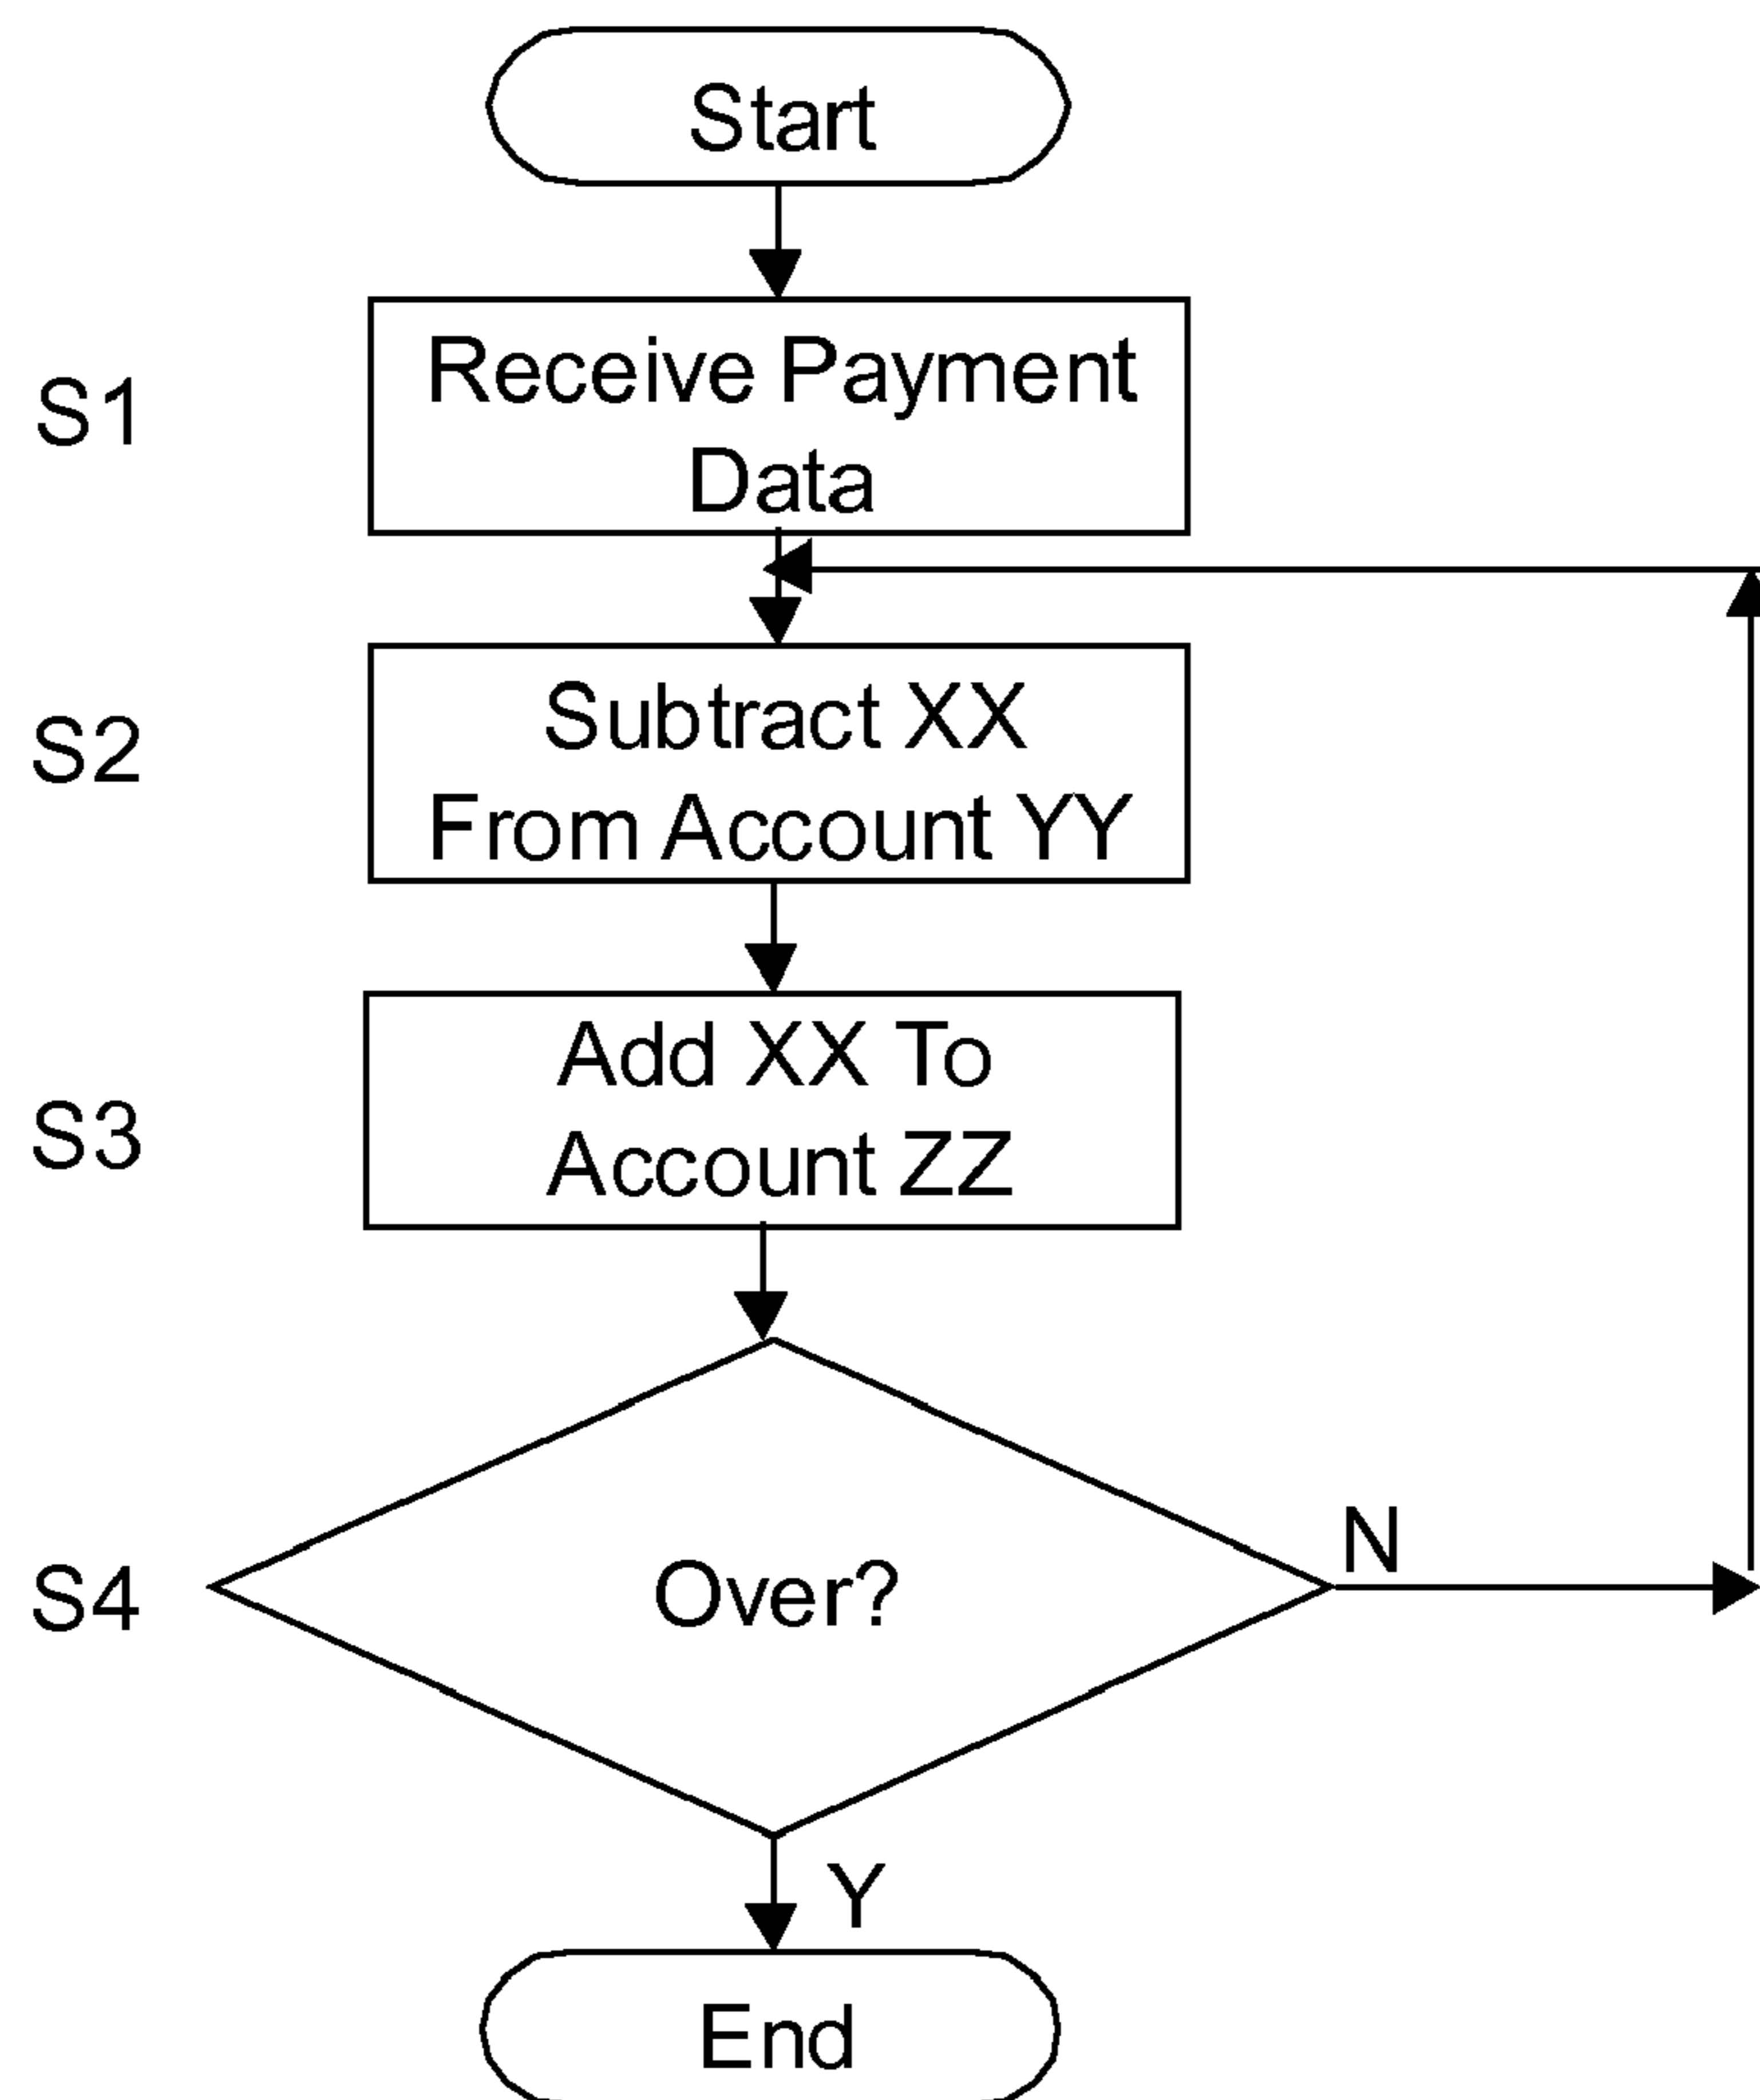 Start
S1
Receive Payment
Data
S2
Subtract XX
From Account YY
S3
Add XX To
Account ZZ
S4
Over?
N
Y
End